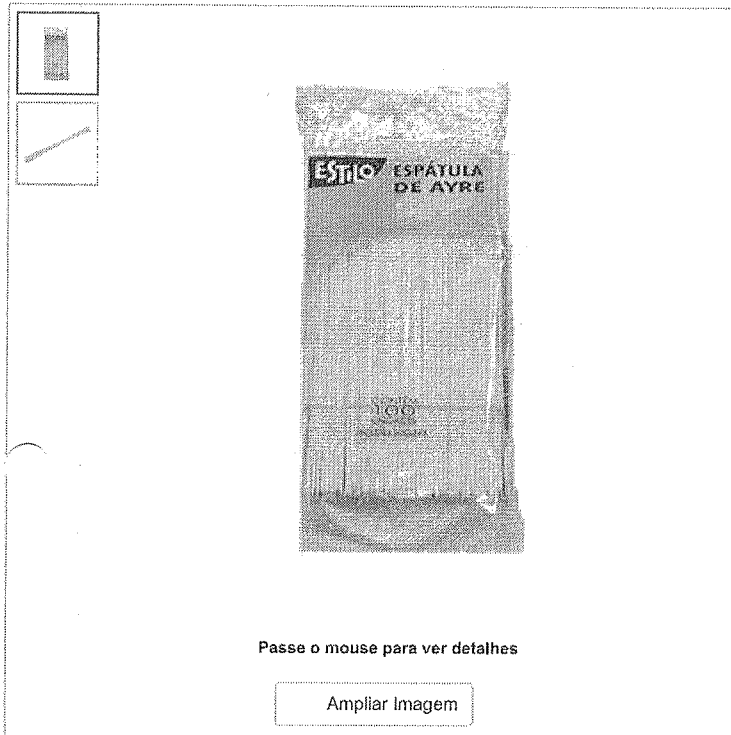 ESTILO
ESPÁTULA
DE AYRE
100
Passe o mouse para ver detalhes
Ampliar Imagem